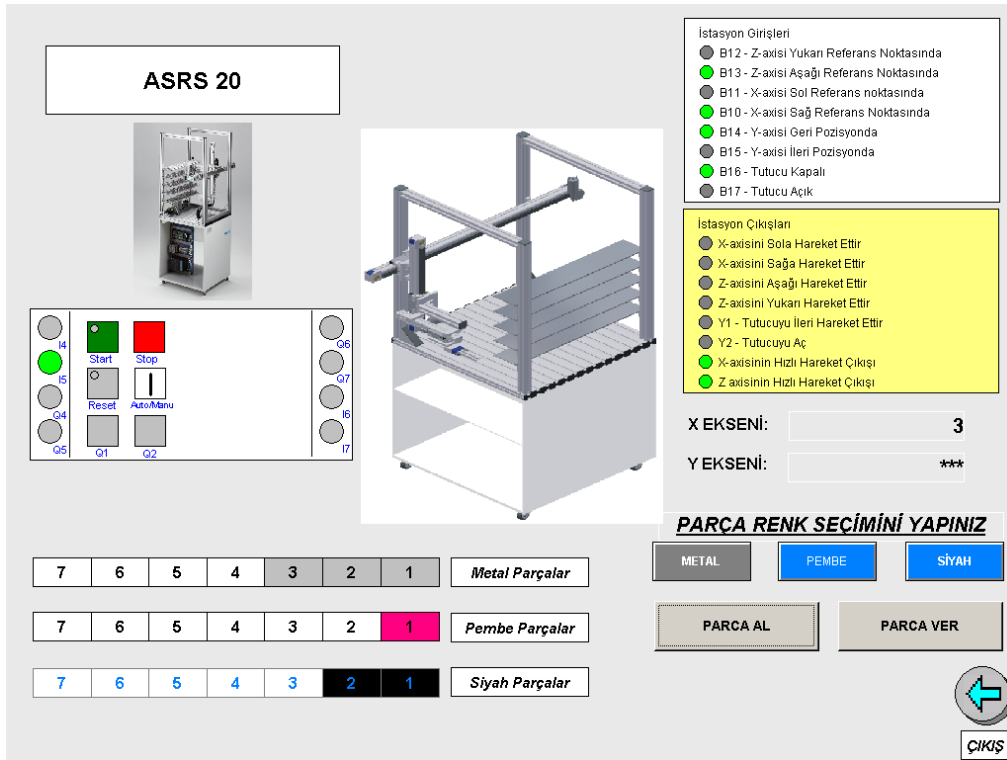 ASRS 20
İstasyon Girişleri
B12 - Z-axisi Yukarı Referans Noktasında
B13 - Z-axisi Aşağı Referans Noktasında
B11 - X-axisi Sol Referans noktasında
B10 - X-axisi Sağ Referans Noktasında
B14 - Y-axisi Geri Pozisyonda
B15 - Y-axisi İleri Pozisyonda
B16 - Tutucu Kapalı
B17 - Tutucu Açık
İstasyon Çıkışları
X-axisini Sola Hareket Ettir
X-axisini Sağa Hareket Ettir
Z-axisini Aşağı Hareket Ettir
Z-axisini Yukarı Hareket Ettir
Y1 - Tutucuyu İleri Hareket Ettir
Y2 - Tutucuyu Aç
X-axisinin Hızlı Hareket Çıkışı
Z axisinin Hızlı Hareket Çıkışı
I4
Start
Stop
Q6
I5
Q7
Reset
Auto/Manu
Q4
I6
Q5
Q1
Q2
I7
X EKSENİ: 3
Y EKSENİ: ***
PARÇA RENK SEÇİMİNİ YAPINIZ
METAL PEMBE SİYAH
PARCA AL PARCA VER
7 6 5 4 3 2 1 Metal Parçalar
7 6 5 4 3 2 1 Pembe Parçalar
7 6 5 4 3 2 1 Siyah Parçalar
ÇIKIŞ